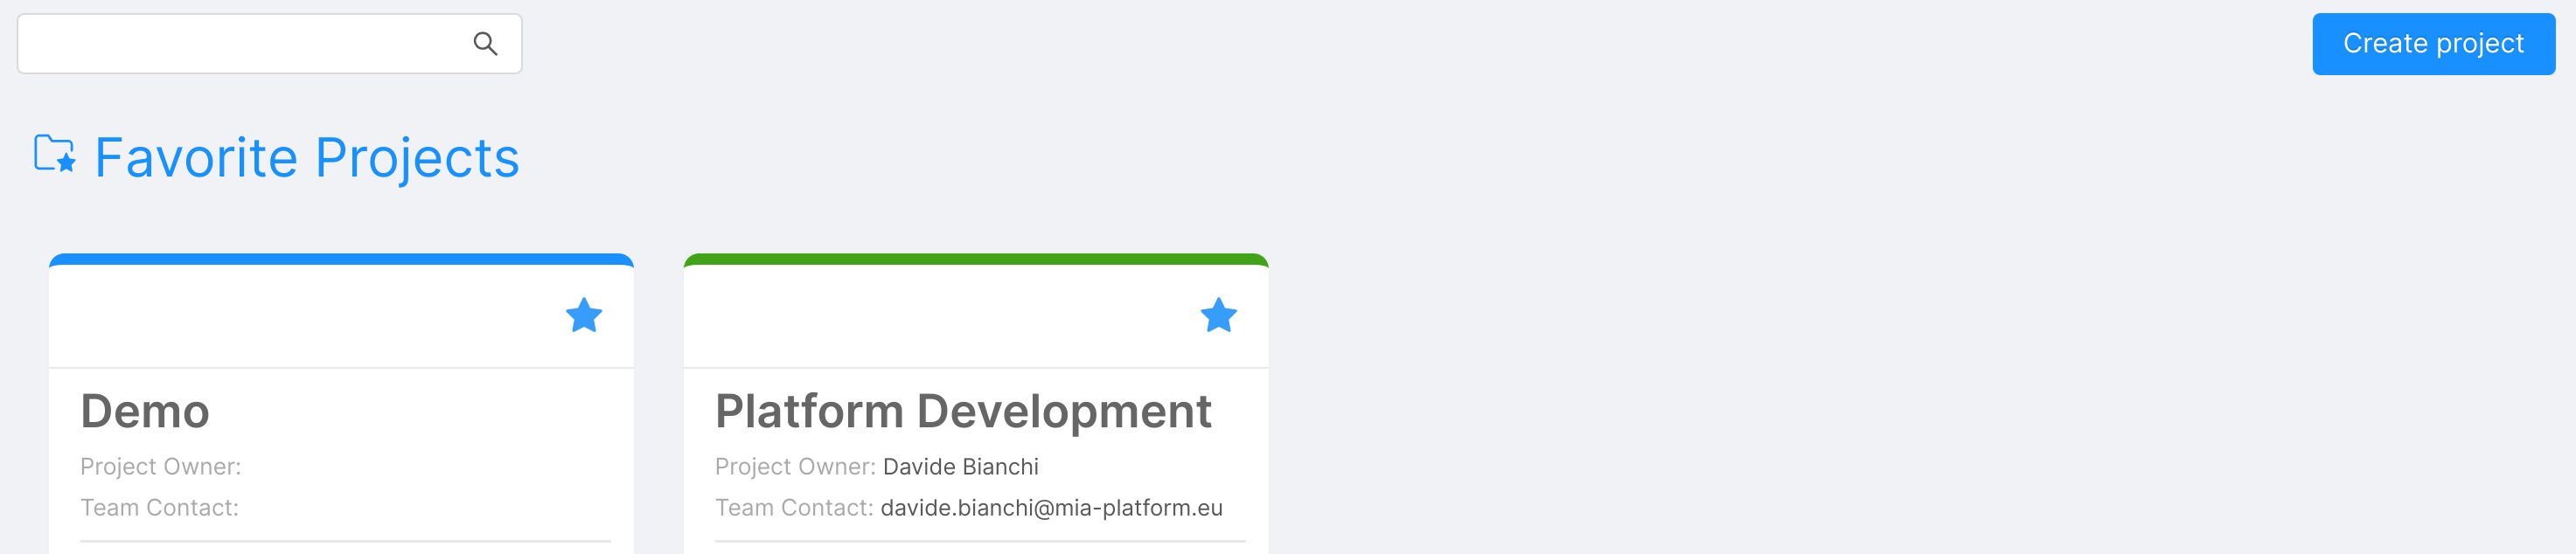 Create project
Favorite Projects
Demo
Project Owner:
Team Contact:
Platform Development
Project Owner: Davide Bianchi
Team Contact: davide.bianchi@mia-platform.eu